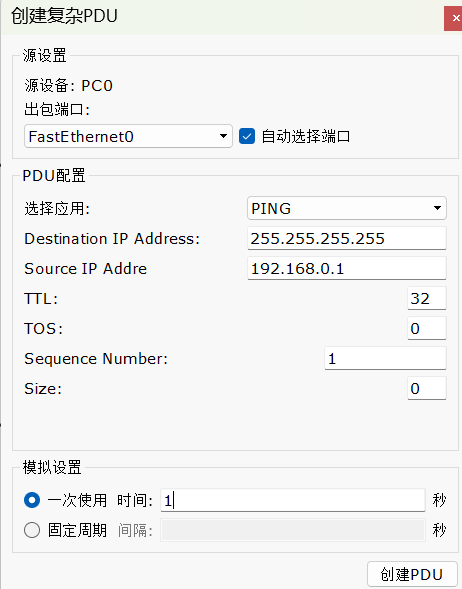 创建复杂PDU
源设置
源设备: PC0
出包端口:
FastEthernet0 自动选择端口
PDU配置
选择应用: PING
Destination IP Address: 255.255.255.255
Source IP Addre 192.168.0.1
TTL: 32
TOS: 0
Sequence Number: 1
Size: 0
模拟设置
一次使用 时间: 1 秒
固定周期 间隔: 秒
创建PDU